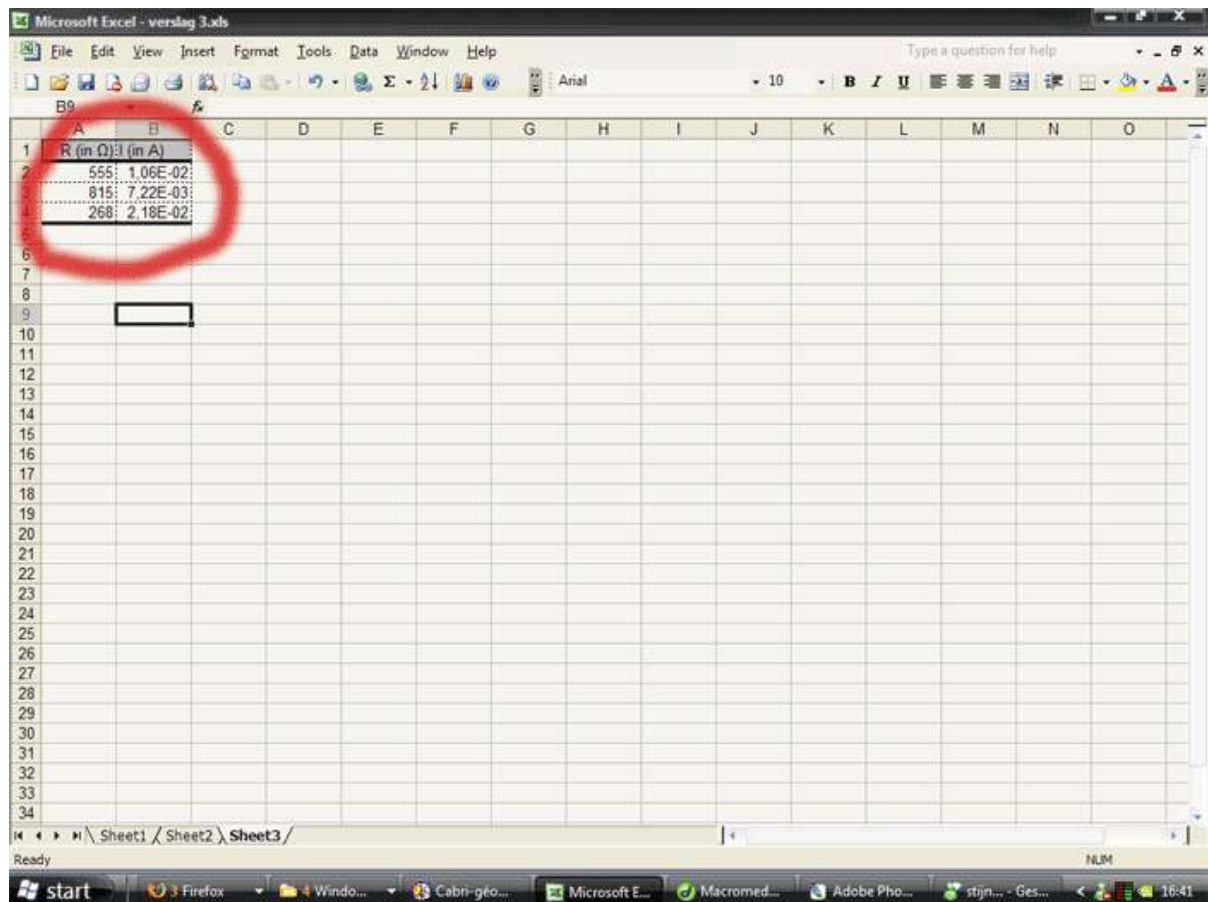 Microsoft Excel - verslag 3.xls
File Edit View Insert Format Tools Data Window Help Type a question for help
Arial 10 B I U
B9 fx
A B C D E F G H I J K L M N O
1 R (in Ω) I (in A)
2 555 1,06E-02
3 815 7,22E-03
4 268 2,18E-02
5
6
7
8
9
10
11
12
13
14
15
16
17
18
19
20
21
22
23
24
25
26
27
28
29
30
31
32
33
34
Sheet1 Sheet2 Sheet3
Ready NUM
start 3 Firefox 4 Windo... Cabri-géo... Microsoft E... Macromed... Adobe Pho... stijn... - Ges... 16:41